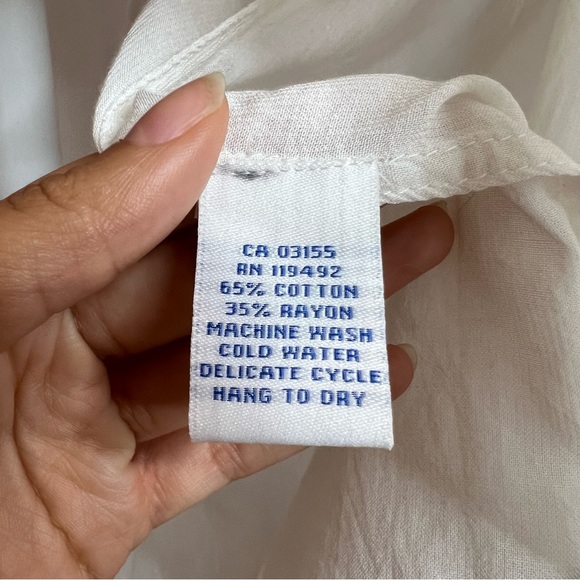 CA 03155
RN 119492
65% COTTON
35% RAYON
MACHINE WASH
COLD WATER
DELICATE CYCLE
HANG TO DRY